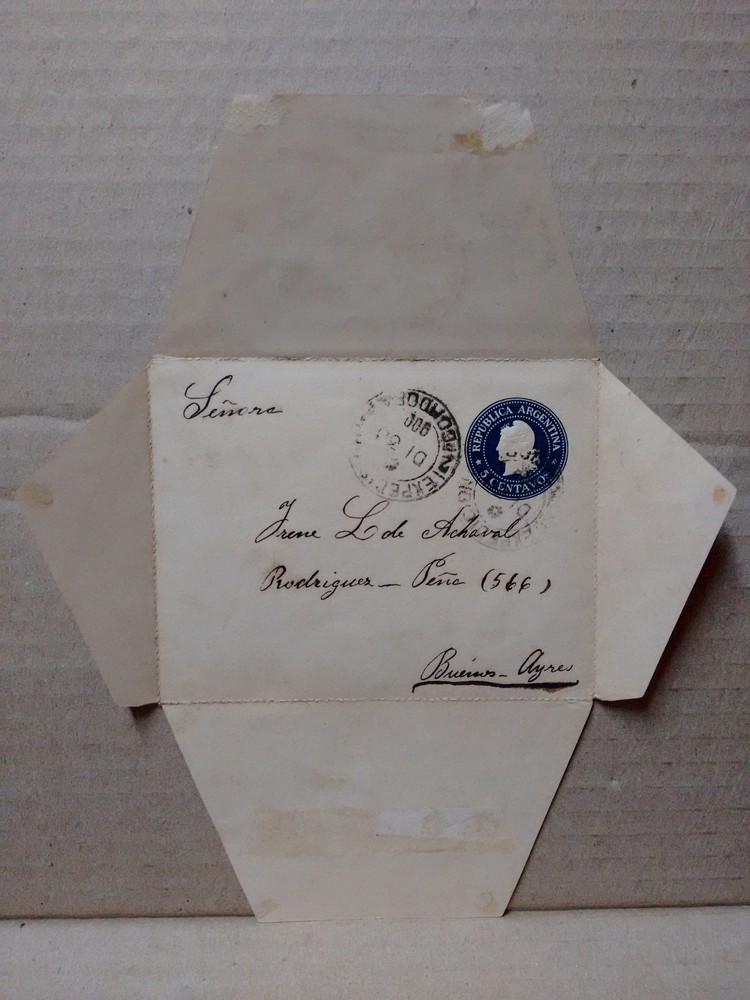 Señora
REPUBLICA ARGENTINA
5 CENTAVOS
Irene L de Achaval
Rodriguez - Peña (566)
Buenos - Ayres